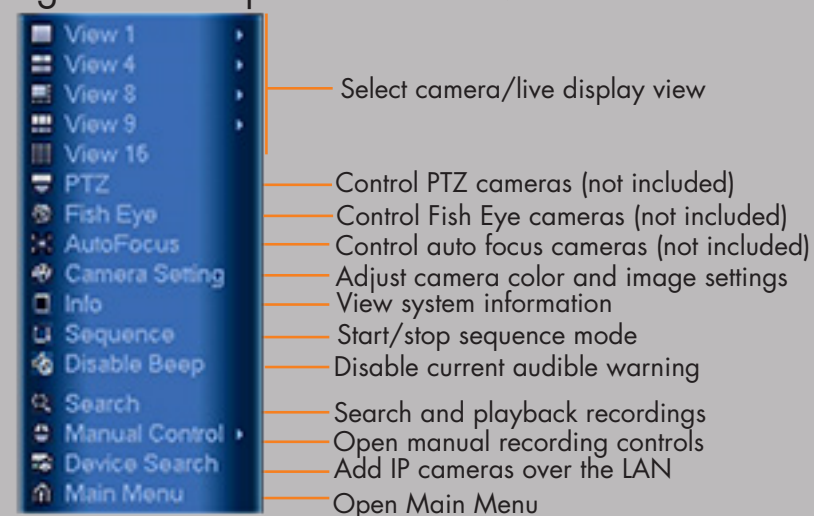 View 1
View 4
View 8
View 9
View 16
Select camera/live display view
PTZ Control PTZ cameras (not included)
Fish Eye Control Fish Eye cameras (not included)
AutoFocus Control auto focus cameras (not included)
Camera Setting Adjust camera color and image settings
Info View system information
Sequence Start/stop sequence mode
Disable Beep Disable current audible warning
Search Search and playback recordings
Manual Control Open manual recording controls
Device Search Add IP cameras over the LAN
Main Menu Open Main Menu